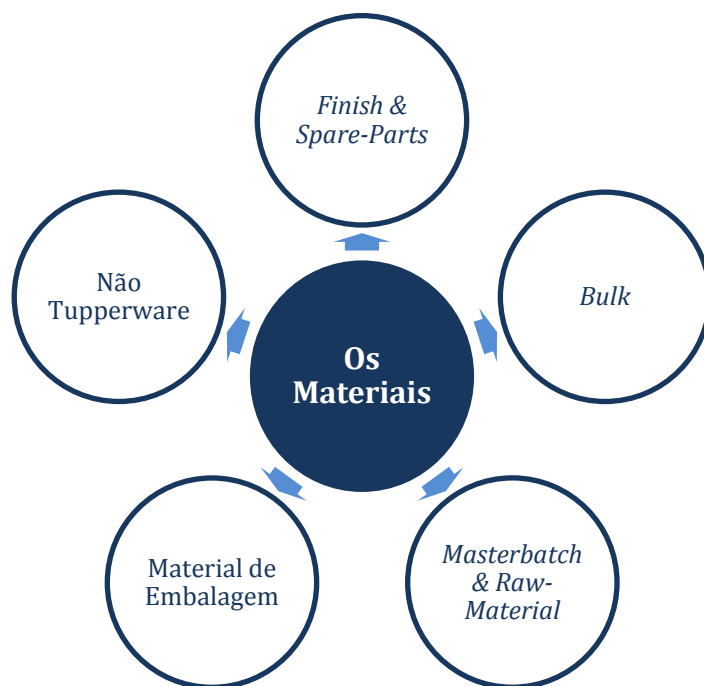 Finish &
Spare-Parts
Não
Tupperware
Bulk
Os
Materiais
Material de
Embalagem
Masterbatch
& Raw-
Material